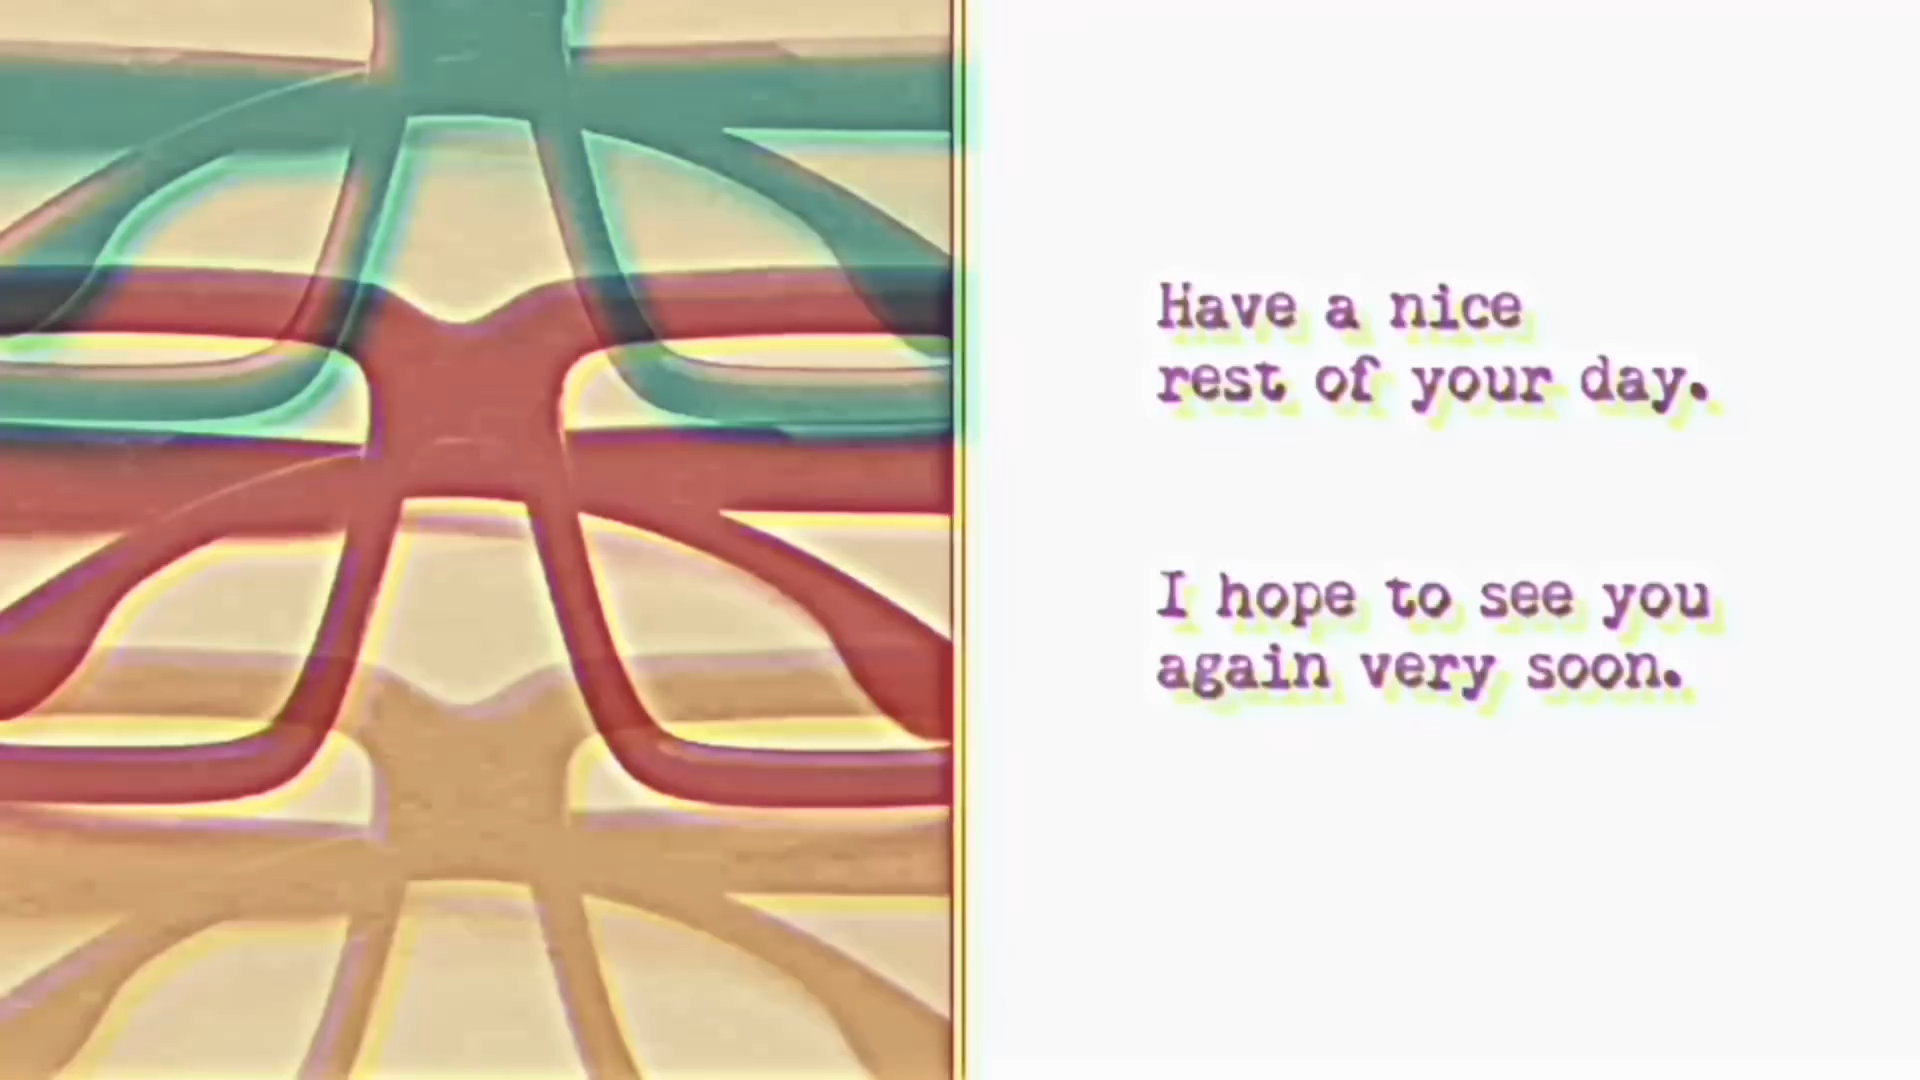 Have a nice
rest of your day.
I hope to see you
again very soon.